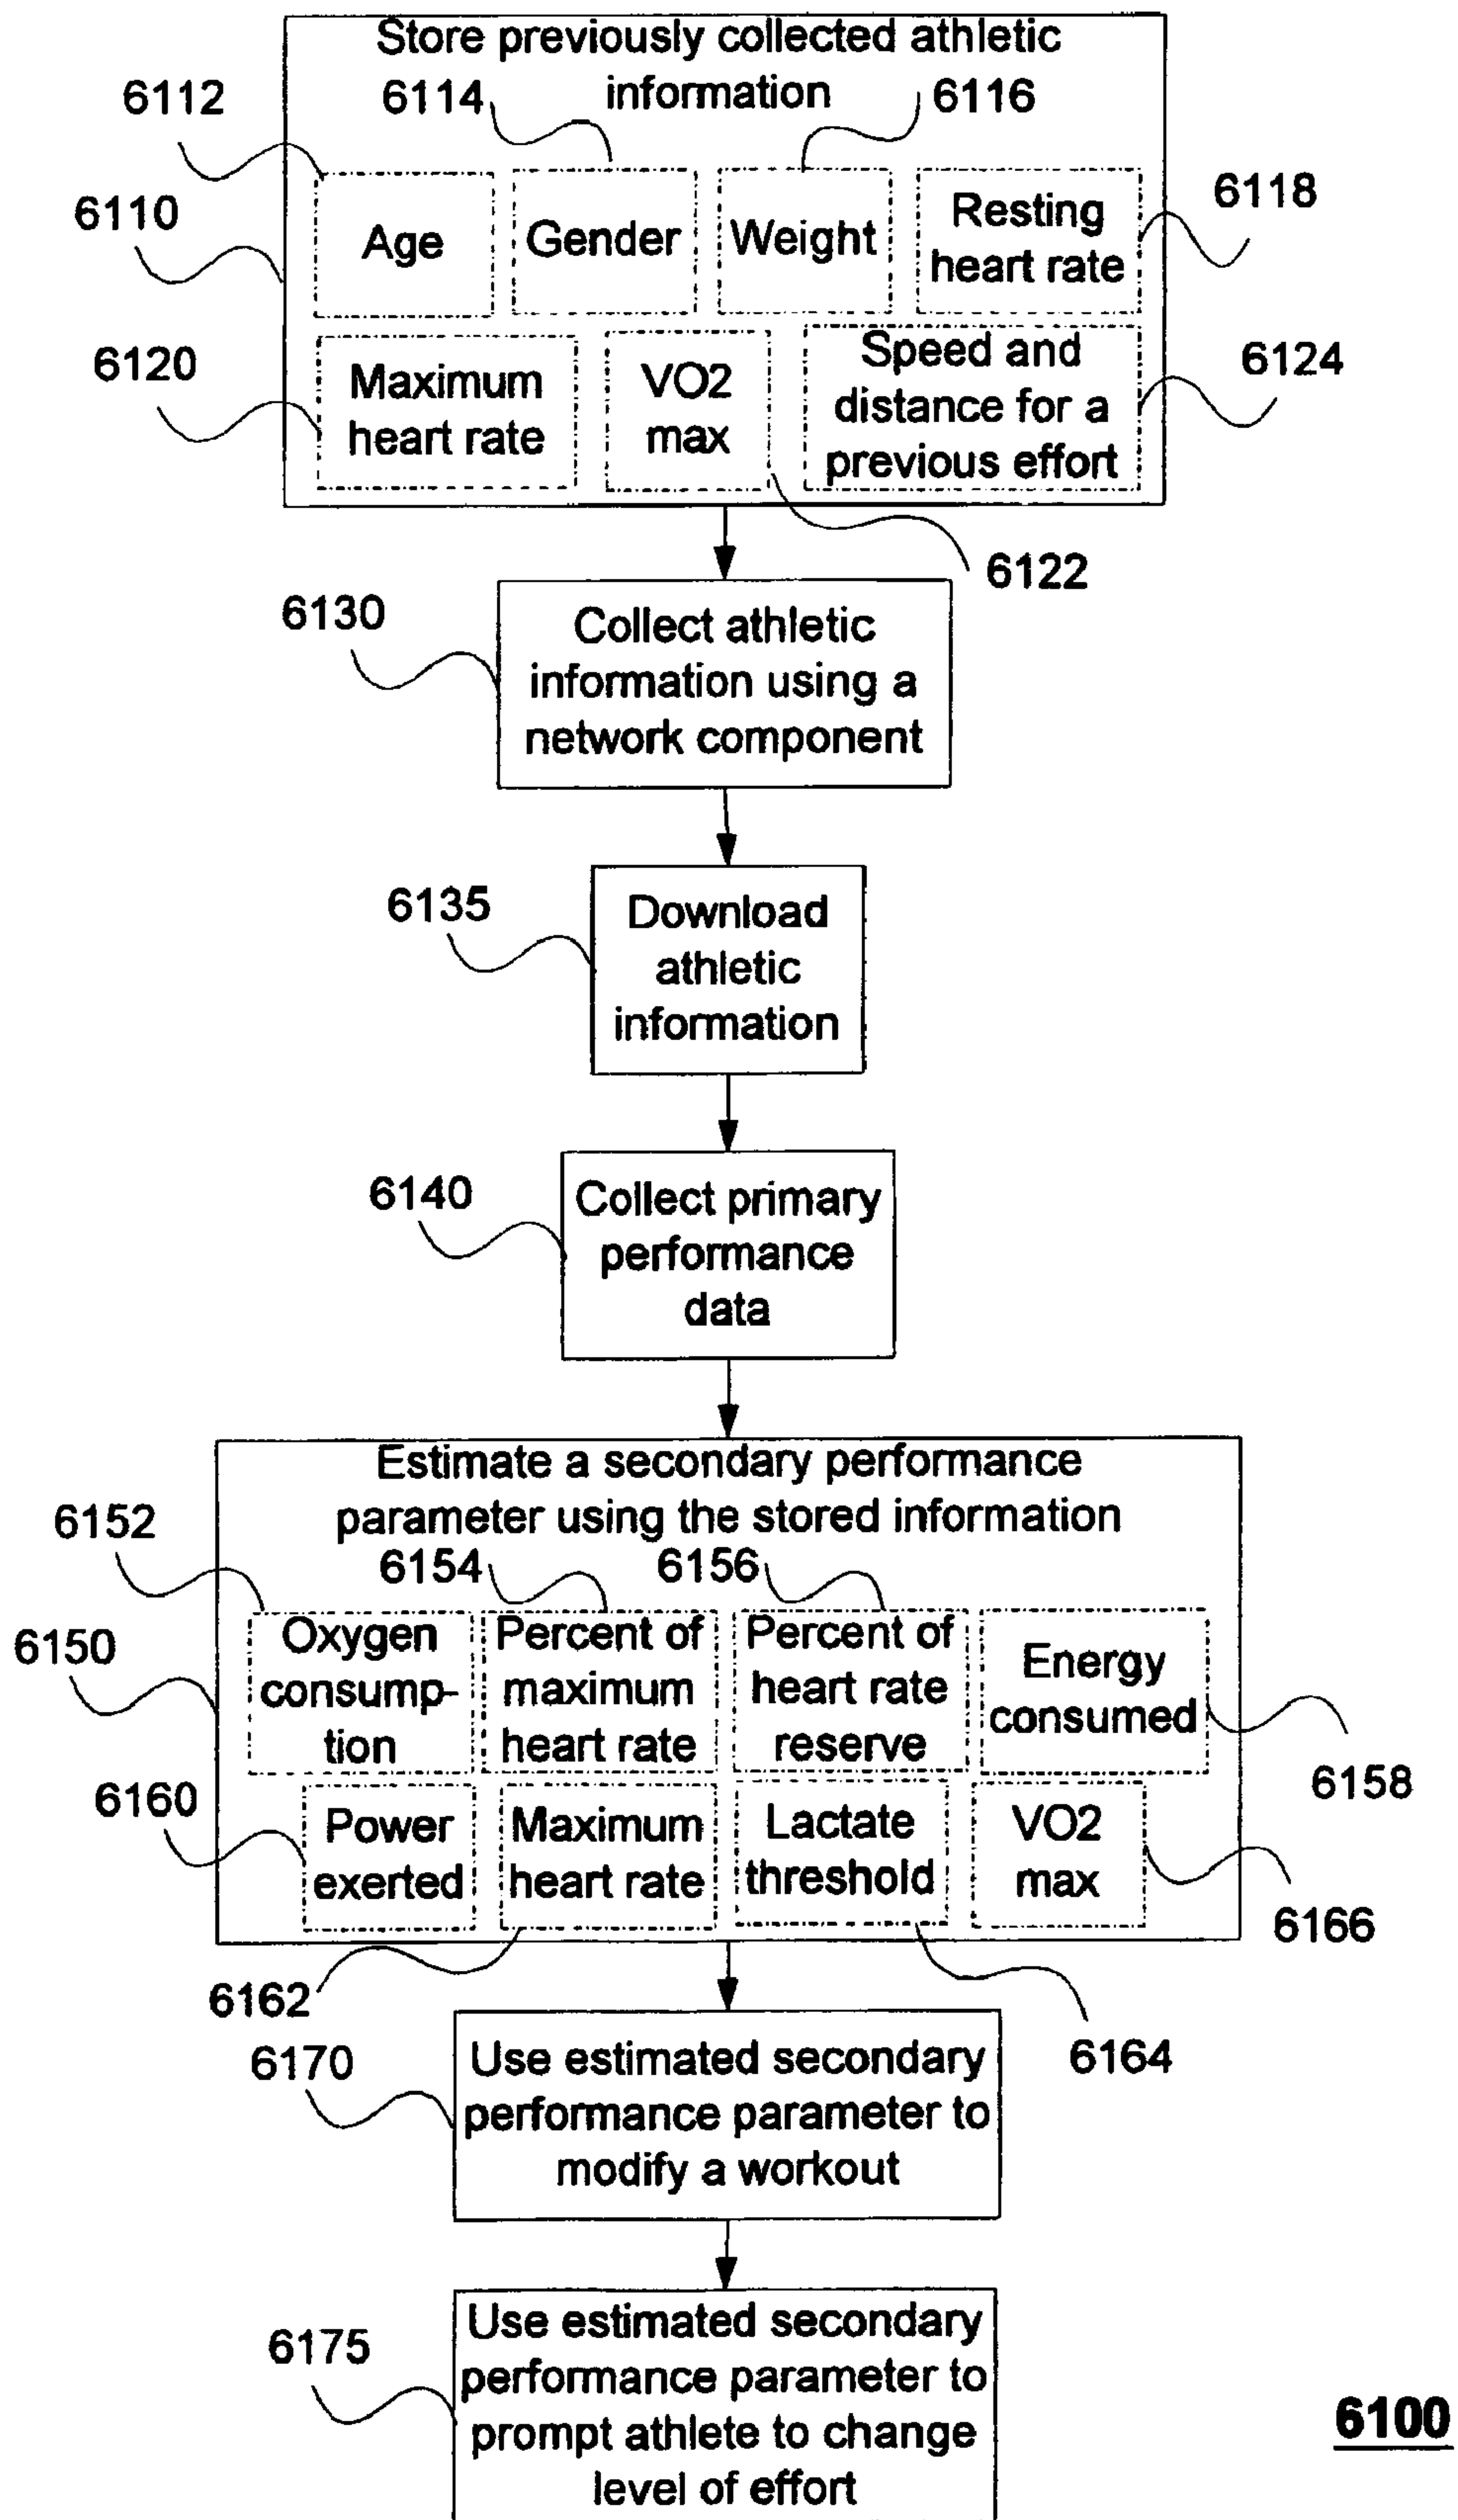 Store previously collected athletic
information
6112
6114
6116
6110
Age
Gender
Weight
Resting
heart rate
6118
6120
Maximum
heart rate
VO2
max
Speed and
distance for a
previous effort
6124
6122
6130
Collect athletic
information using a
network component
6135
Download
athletic
information
6140
Collect primary
performance
data
Estimate a secondary performance
parameter using the stored information
6152
6154
6156
6150
Oxygen
consump-
tion
Percent of
maximum
heart rate
Percent of
heart rate
reserve
Energy
consumed
6158
6160
Power
exerted
Maximum
heart rate
Lactate
threshold
VO2
max
6166
6162
6164
6170
Use estimated secondary
performance parameter to
modify a workout
6175
Use estimated secondary
performance parameter to
prompt athlete to change
level of effort
6100